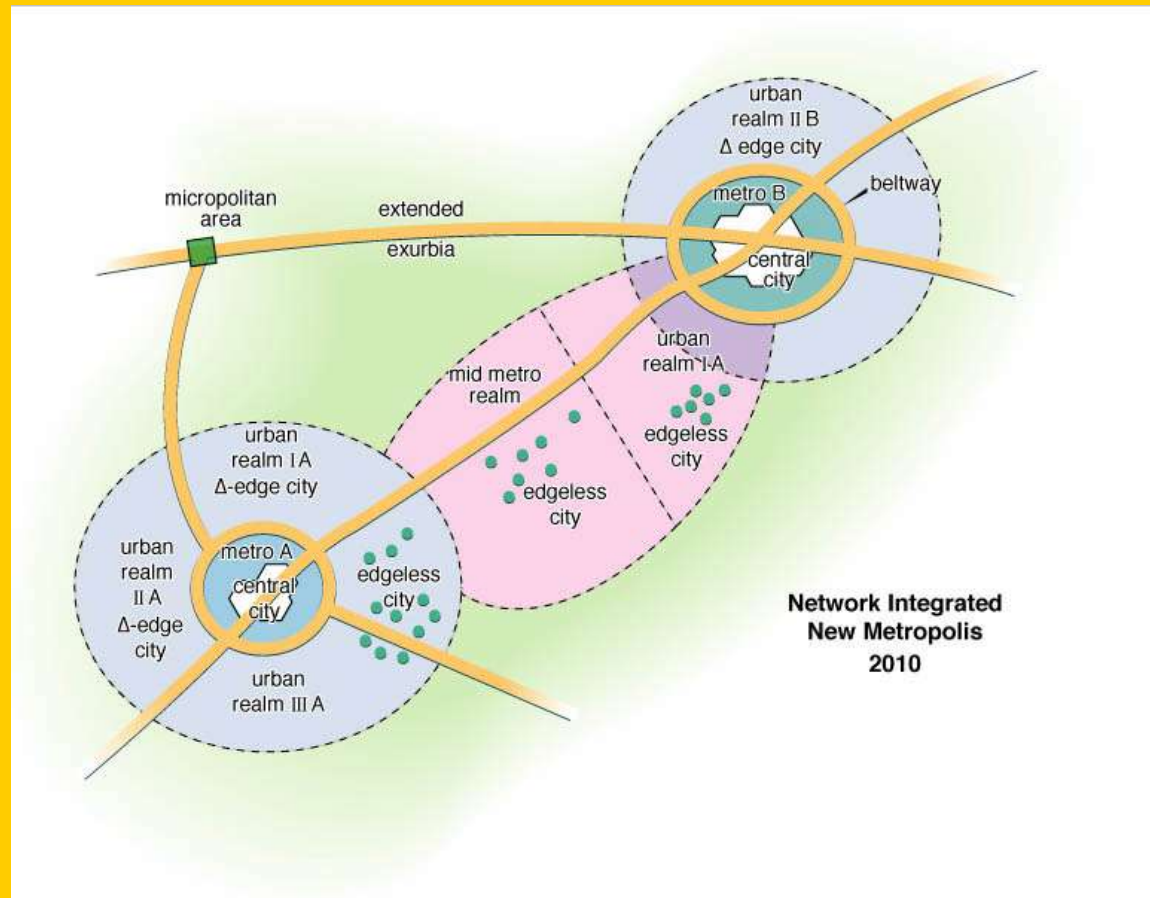 urban
realm II B
Δ edge city
metro B
beltway
central
city
micropolitan
area
extended
exurbia
urban
realm I A
mid metro
realm
edgeless
city
edgeless
city
urban
realm I A
Δ-edge city
urban
realm
II A
Δ-edge
city
metro A
central
city
edgeless
city
urban
realm III A
Network Integrated
New Metropolis
2010